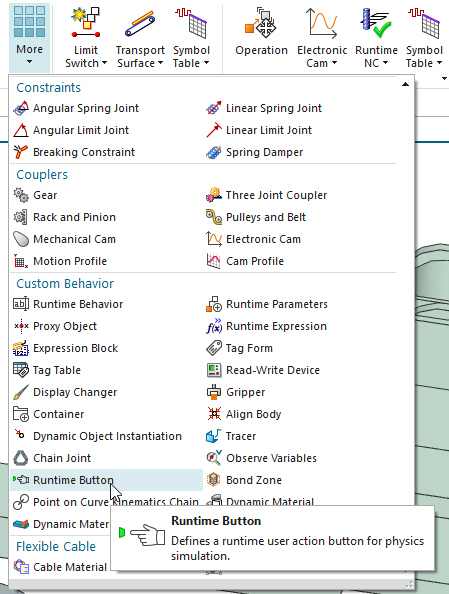 More
Limit Switch
Transport Surface
Symbol Table
Operation
Electronic Cam
Runtime NC
Symbol Table
Constraints
Angular Spring Joint
Linear Spring Joint
Angular Limit Joint
Linear Limit Joint
Breaking Constraint
Spring Damper
Couplers
Gear
Three Joint Coupler
Rack and Pinion
Pulleys and Belt
Mechanical Cam
Electronic Cam
Motion Profile
Cam Profile
Custom Behavior
Runtime Behavior
Runtime Parameters
Proxy Object
Runtime Expression
Expression Block
Tag Form
Tag Table
Read-Write Device
Display Changer
Gripper
Container
Align Body
Dynamic Object Instantiation
Tracer
Chain Joint
Observe Variables
Runtime Button
Bond Zone
Point on Curve Kinematics Chain
Dynamic Material
Dynamic Mater
Runtime Button
Defines a runtime user action button for physics
simulation.
Flexible Cable
Cable Material